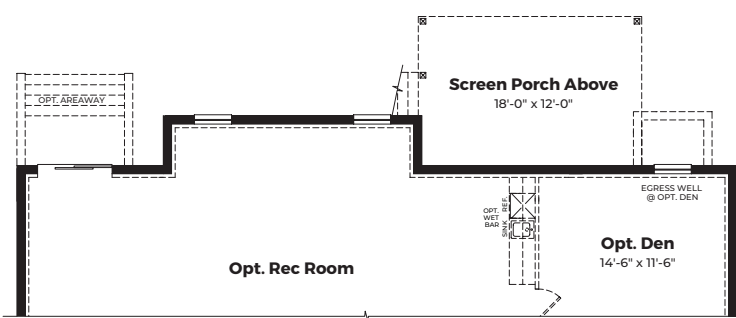 Screen Porch Above
18'-0" x 12'-0"
OPT. AREAWAY
EGRESS WELL
@ OPT. DEN
OPT.
WET
BAR
REF.
SINK
Opt. Den
14'-6" x 11'-6"
Opt. Rec Room